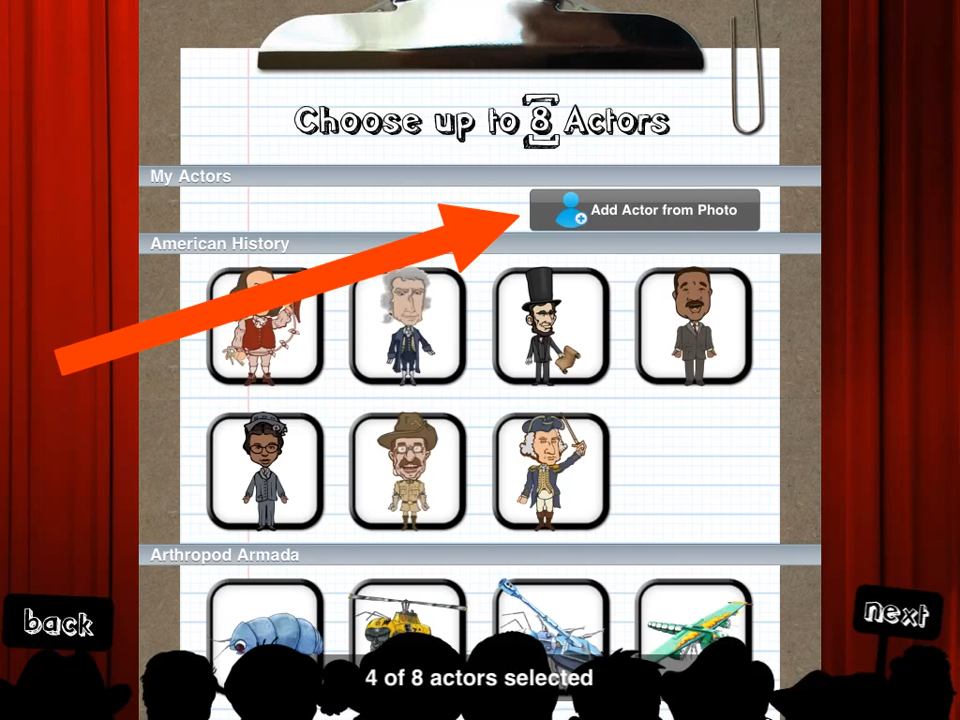 Choose up to 8 Actors
My Actors
Add Actor from Photo
American History
Arthropod Armada
back
next
4 of 8 actors selected